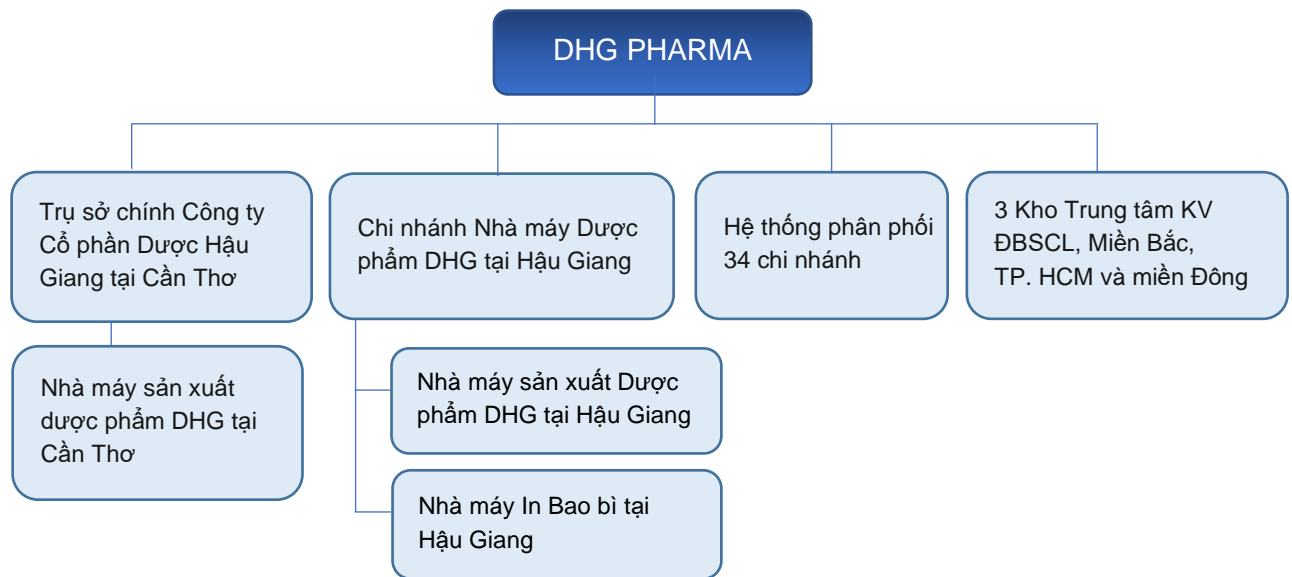 DHG PHARMA
Trụ sở chính Công ty
Cổ phần Dược Hậu
Giang tại Cần Thơ
Chi nhánh Nhà máy Dược
phẩm DHG tại Hậu Giang
Hệ thống phân phối
34 chi nhánh
3 Kho Trung tâm KV
ĐBSCL, Miền Bắc,
TP. HCM và miền Đông
Nhà máy sản xuất
dược phẩm DHG tại
Cần Thơ
Nhà máy sản xuất Dược
phẩm DHG tại Hậu Giang
Nhà máy In Bao bì tại
Hậu Giang